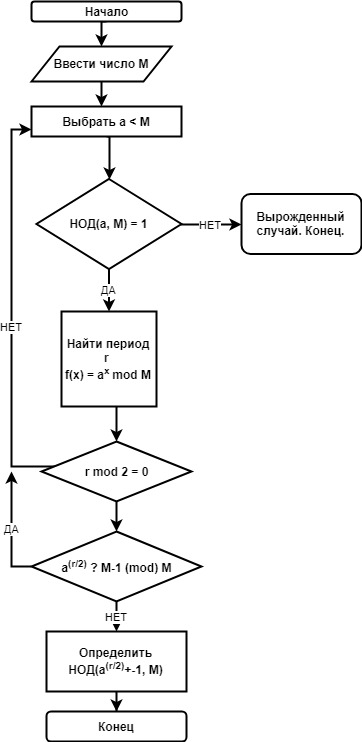 Начало
Ввести число M
Выбрать a < M
НОД(a, M) = 1
НЕТ
Вырожденный
случай. Конец.
ДА
Найти период
r
f(x) = aˣ mod M
НЕТ
r mod 2 = 0
ДА
a⁽ʳ/²⁾ ? M-1 (mod) M
НЕТ
Определить
НОД(a⁽ʳ/²⁾+-1, M)
Конец